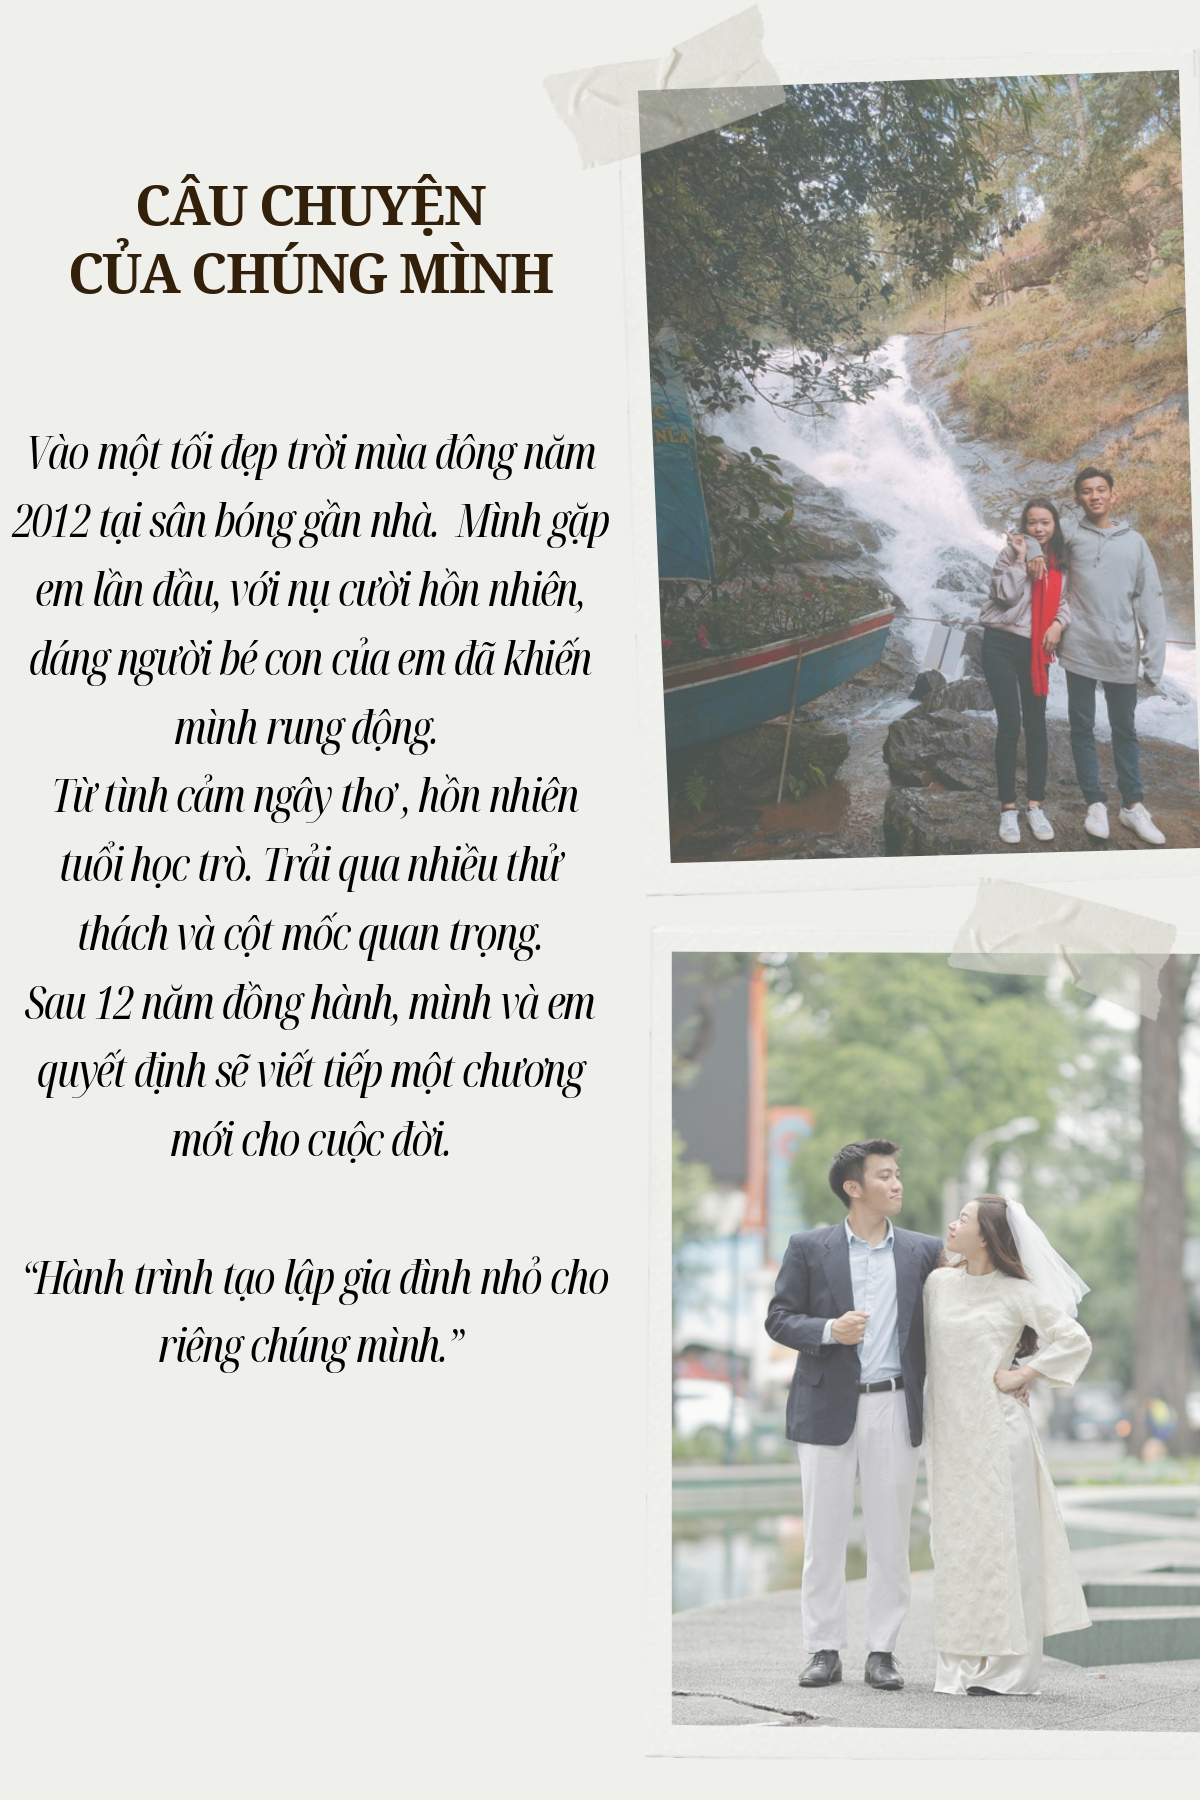 CÂU CHUYỆN
CỦA CHÚNG MÌNH
Vào một tối đẹp trời mùa đông năm
2012 tại sân bóng gần nhà. Mình gặp
em lần đầu, với nụ cười hồn nhiên,
dáng người bé con của em đã khiến
mình rung động.
Từ tình cảm ngây thơ , hồn nhiên
tuổi học trò. Trải qua nhiều thử
thách và cột mốc quan trọng.
Sau 12 năm đồng hành, mình và em
quyết định sẽ viết tiếp một chương
mới cho cuộc đời.
“Hành trình tạo lập gia đình nhỏ cho
riêng chúng mình.”